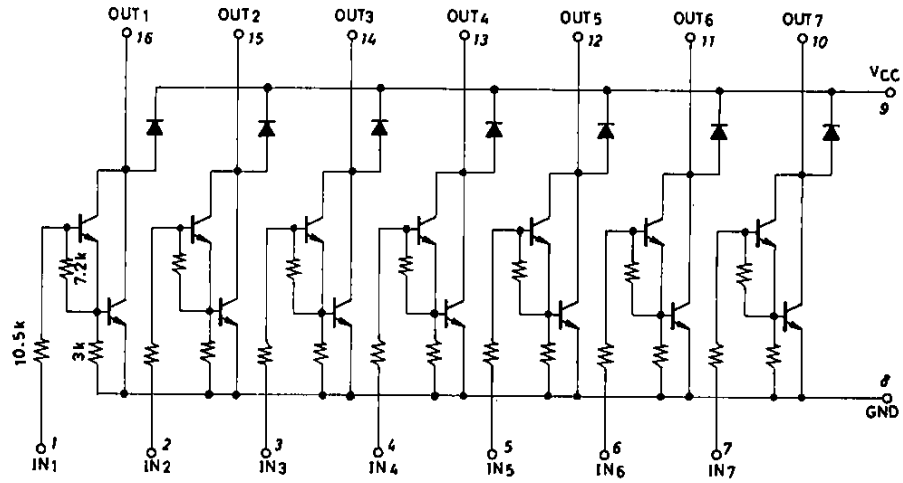 OUT1 OUT2 OUT3 OUT4 OUT5 OUT6 OUT7
16 15 14 13 12 11 10
VCC
9
7.2k
10.5k 3k
8
GND
1 2 3 4 5 6 7
IN1 IN2 IN3 IN4 IN5 IN6 IN7